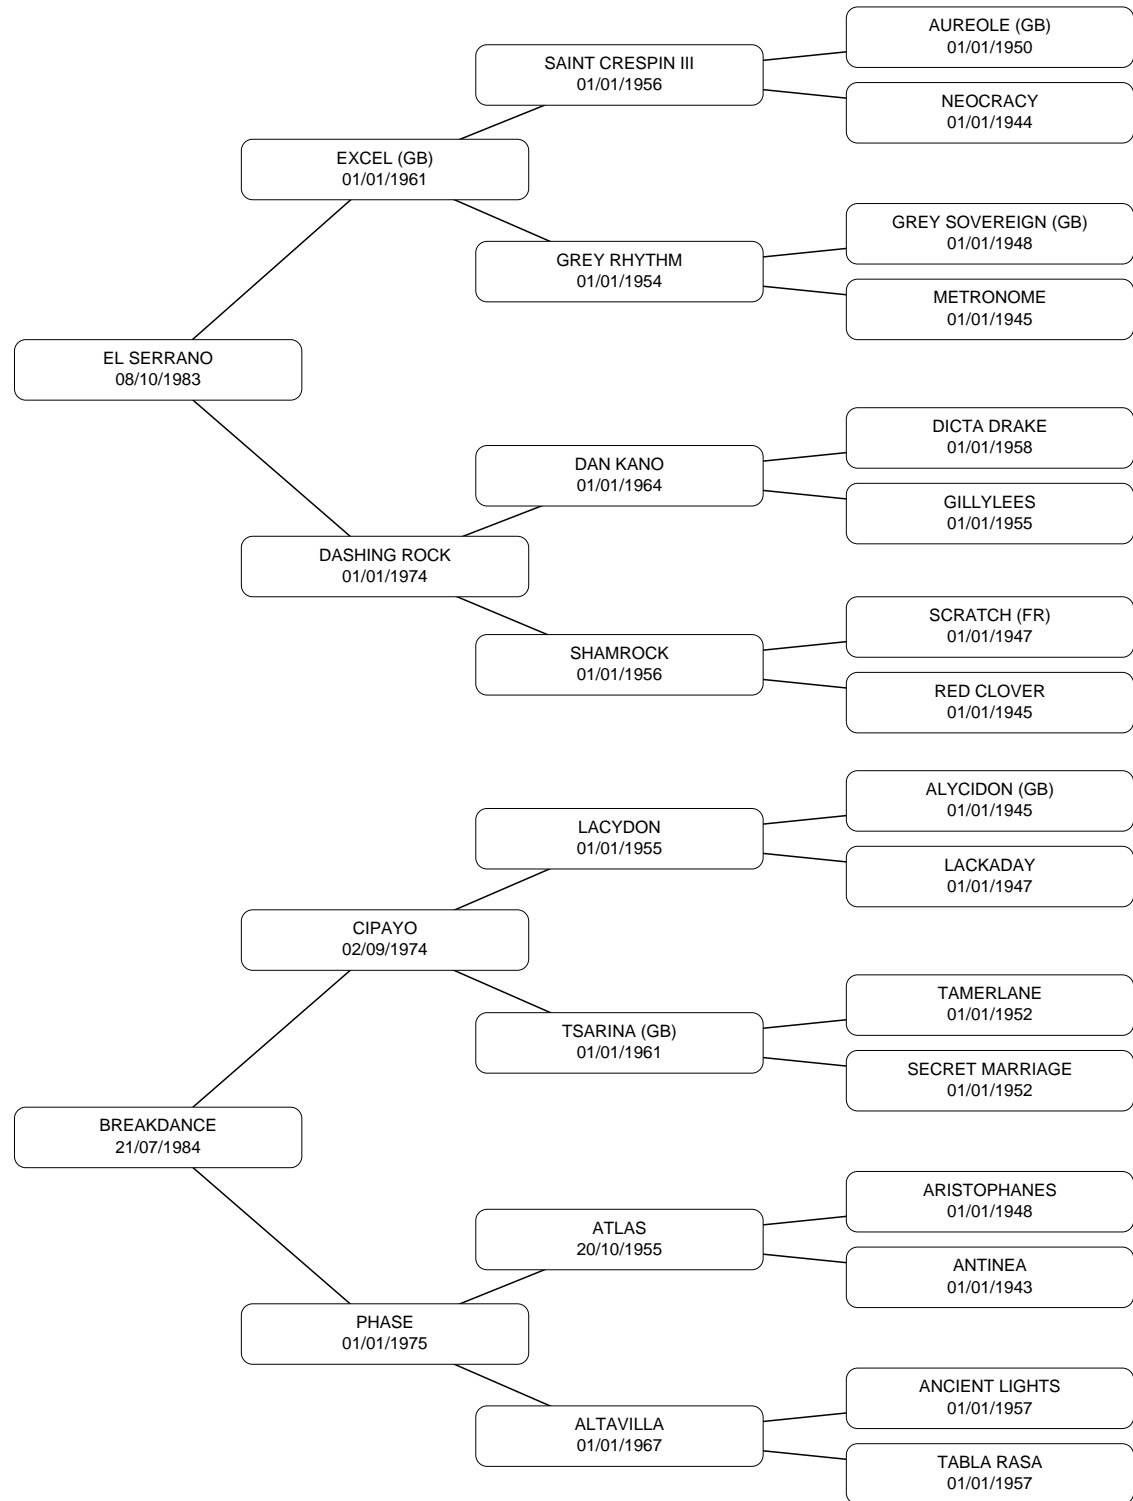 AUREOLE (GB)
01/01/1950
SAINT CRESPIN III
01/01/1956
NEOCRACY
01/01/1944
EXCEL (GB)
01/01/1961
GREY SOVEREIGN (GB)
01/01/1948
GREY RHYTHM
01/01/1954
METRONOME
01/01/1945
EL SERRANO
08/10/1983
DICTA DRAKE
01/01/1958
DAN KANO
01/01/1964
GILLYLEES
01/01/1955
DASHING ROCK
01/01/1974
SCRATCH (FR)
01/01/1947
SHAMROCK
01/01/1956
RED CLOVER
01/01/1945
ALYCIDON (GB)
01/01/1945
LACYDON
01/01/1955
LACKADAY
01/01/1947
CIPAYO
02/09/1974
TAMERLANE
01/01/1952
TSARINA (GB)
01/01/1961
SECRET MARRIAGE
01/01/1952
BREAKDANCE
21/07/1984
ARISTOPHANES
01/01/1948
ATLAS
20/10/1955
ANTINEA
01/01/1943
PHASE
01/01/1975
ANCIENT LIGHTS
01/01/1957
ALTAVILLA
01/01/1967
TABLA RASA
01/01/1957